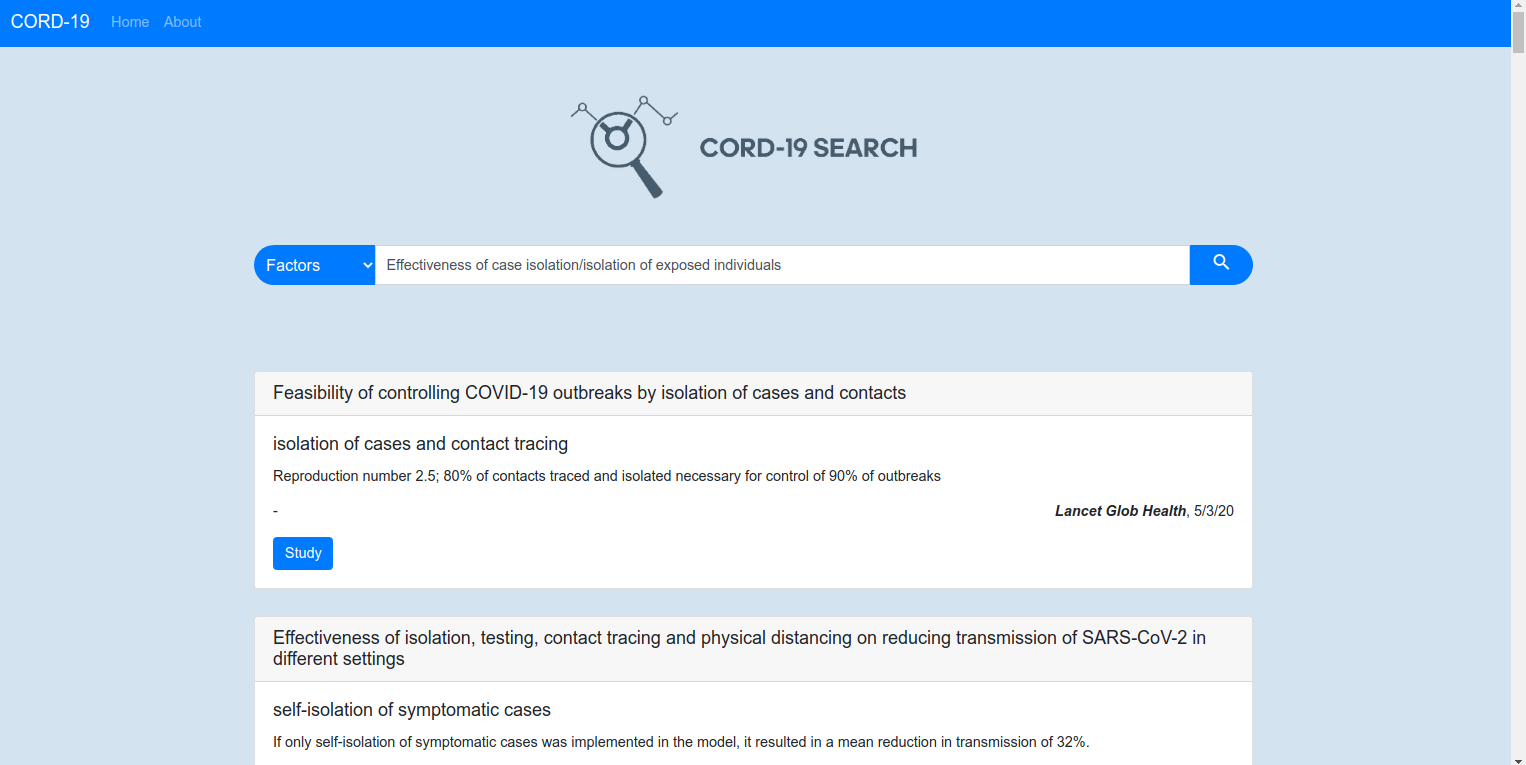 CORD-19 Home About
CORD-19 SEARCH
Factors Effectiveness of case isolation/isolation of exposed individuals
Feasibility of controlling COVID-19 outbreaks by isolation of cases and contacts
isolation of cases and contact tracing
Reproduction number 2.5; 80% of contacts traced and isolated necessary for control of 90% of outbreaks
- Lancet Glob Health, 5/3/20
Study
Effectiveness of isolation, testing, contact tracing and physical distancing on reducing transmission of SARS-CoV-2 in
different settings
self-isolation of symptomatic cases
If only self-isolation of symptomatic cases was implemented in the model, it resulted in a mean reduction in transmission of 32%.